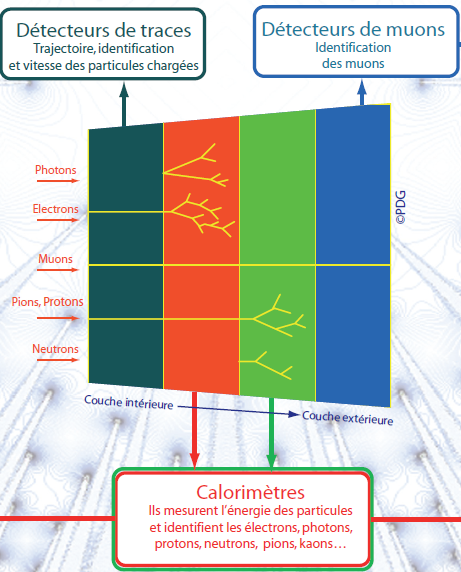 Détecteurs de traces
Trajectoire, identification
et vitesse des particules chargées
Détecteurs de muons
Identification
des muons
Photons
Electrons
Muons
Pions, Protons
Neutrons
©PDG
Couche intérieure
Couche extérieure
Calorimètres
Ils mesurent l'énergie des particules
et identifient les électrons, photons,
protons, neutrons, pions, kaons...